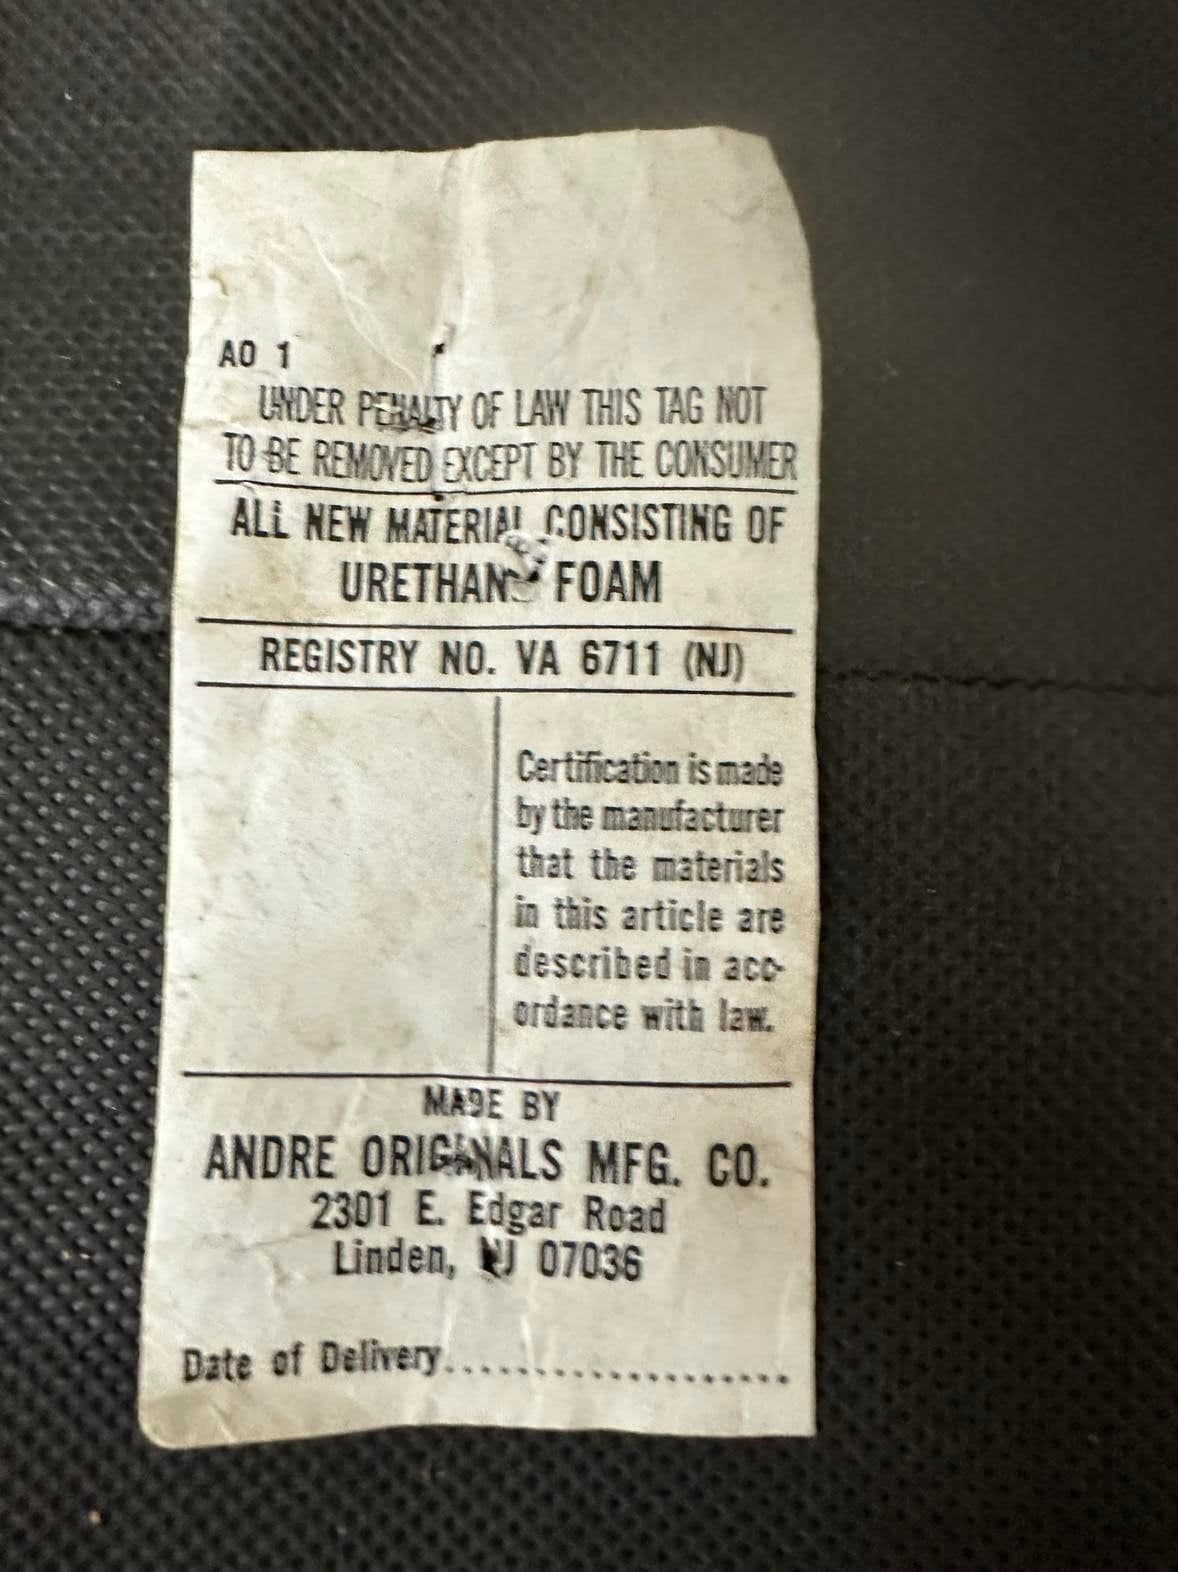 AO 1
UNDER PENALTY OF LAW THIS TAG NOT
TO BE REMOVED EXCEPT BY THE CONSUMER
ALL NEW MATERIAL CONSISTING OF
URETHANE FOAM
REGISTRY NO. VA 6711 (NJ)
Certification is made
by the manufacturer
that the materials
in this article are
described in acc-
ordance with law.
MADE BY
ANDRE ORIGINALS MFG. CO.
2301 E. Edgar Road
Linden, NJ 07036
Date of Delivery...................